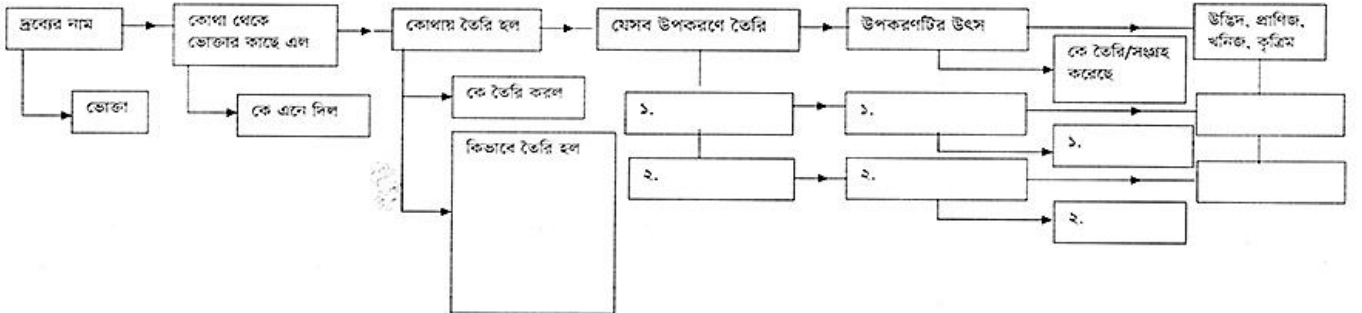 দ্রব্যের নাম
কোথা থেকে
ভোক্তার কাছে এল
কোথায় তৈরি হল
যেসব উপকরণে তৈরি
উপকরণটির উৎস
উদ্ভিদ, প্রাণিজ,
খনিজ, কৃত্রিম
কে তৈরি/সংগ্রহ
করেছে
ভোক্তা
কে এনে দিল
কে তৈরি করল
১.
১.
কিভাবে তৈরি হল
১.
২.
২.
২.